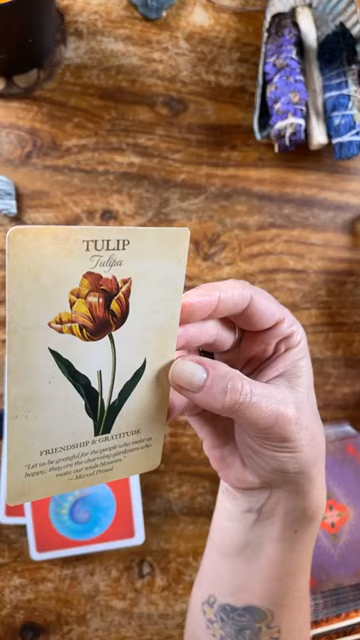 TULIP
Tulipa
FRIENDSHIP & GRATITUDE
"Let us be grateful for the people who make us
happy; they are the charming gardeners who
make our souls blossom."
— Marcel Proust